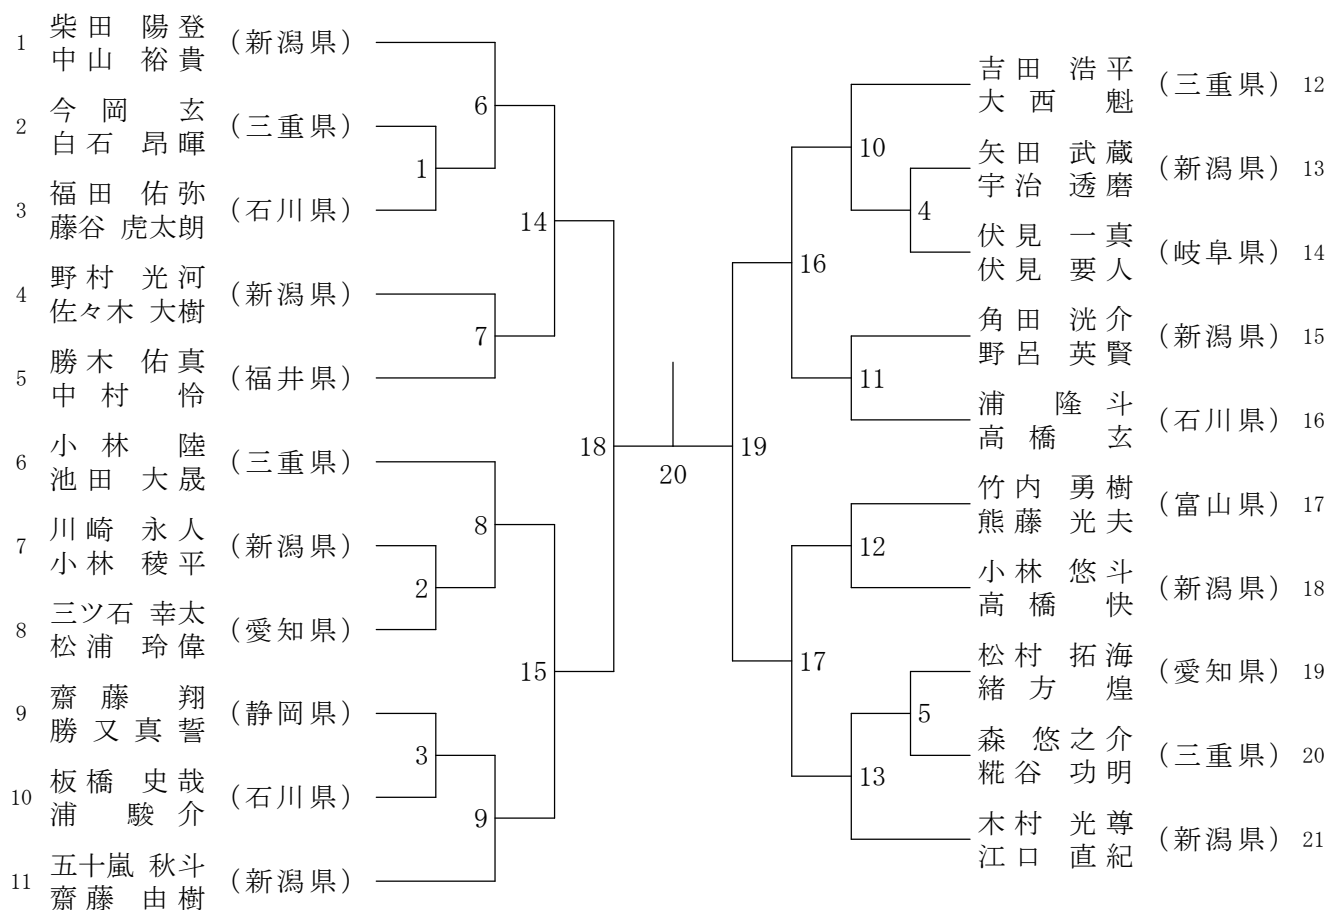 1 柴田 陽登 (新潟県)
中山 裕貴
2 今岡 玄 (三重県)
白石 昂暉
3 福田 佑弥 (石川県)
藤谷 虎太朗
4 野村 光河 (新潟県)
佐々木 大樹
5 勝木 佑真 (福井県)
中村 怜
6 小林 陸 (三重県)
池田 大晟
7 川崎 永人 (新潟県)
小林 稜平
8 三ツ石 幸太 (愛知県)
松浦 玲偉
9 齋藤 翔 (静岡県)
勝又真誓
10 板橋 史哉 (石川県)
浦 駿介
11 五十嵐 秋斗 (新潟県)
齋藤 由樹
6
1
14
7
18
8
2
15
3
9
20
吉田 浩平 (三重県) 12
大西 魁
矢田 武蔵 (新潟県) 13
宇治 透磨
伏見 一真 (岐阜県) 14
伏見 要人
角田 洸介 (新潟県) 15
野呂 英賢
浦 隆斗 (石川県) 16
高橋 玄
竹内 勇樹 (富山県) 17
熊藤 光夫
小林 悠斗 (新潟県) 18
高橋 快
松村 拓海 (愛知県) 19
緒方 煌
森 悠之介 (三重県) 20
糀谷 功明
木村 光尊 (新潟県) 21
江口 直紀
10
4
16
11
19
12
17
5
13